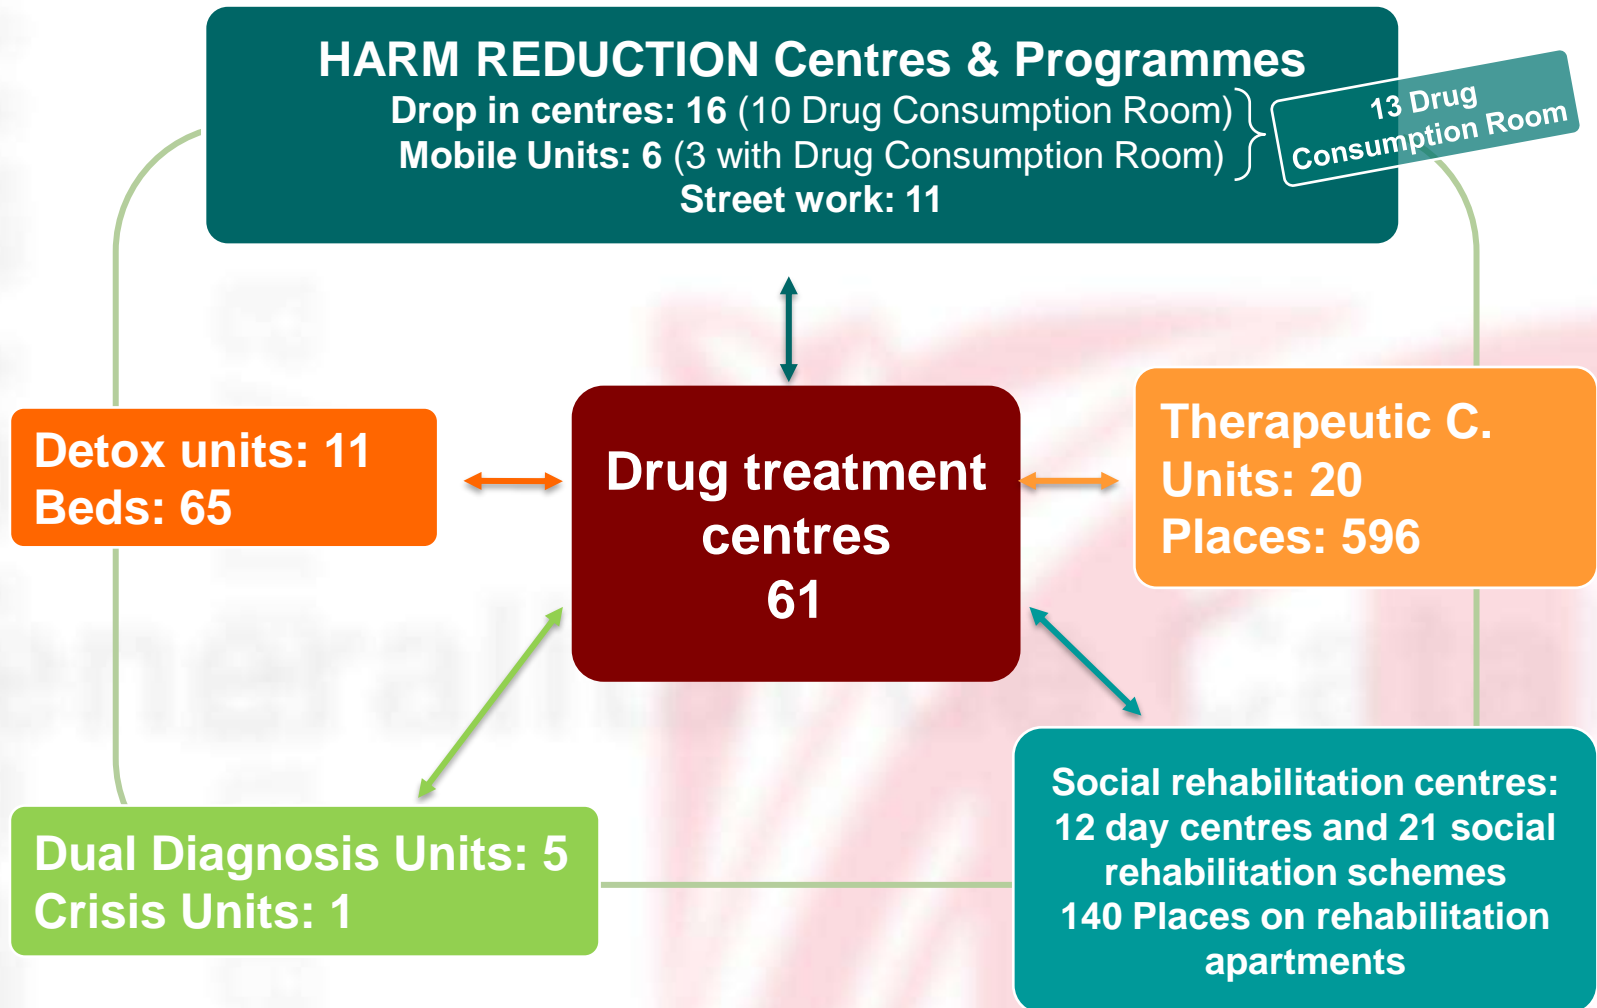 HARM REDUCTION Centres & Programmes
Drop in centres: 16 (10 Drug Consumption Room)
Mobile Units: 6 (3 with Drug Consumption Room)
Street work: 11
13 Drug
Consumption Room
Detox units: 11
Beds: 65
Drug treatment
centres
61
Therapeutic C.
Units: 20
Places: 596
Dual Diagnosis Units: 5
Crisis Units: 1
Social rehabilitation centres:
12 day centres and 21 social
rehabilitation schemes
140 Places on rehabilitation
apartments